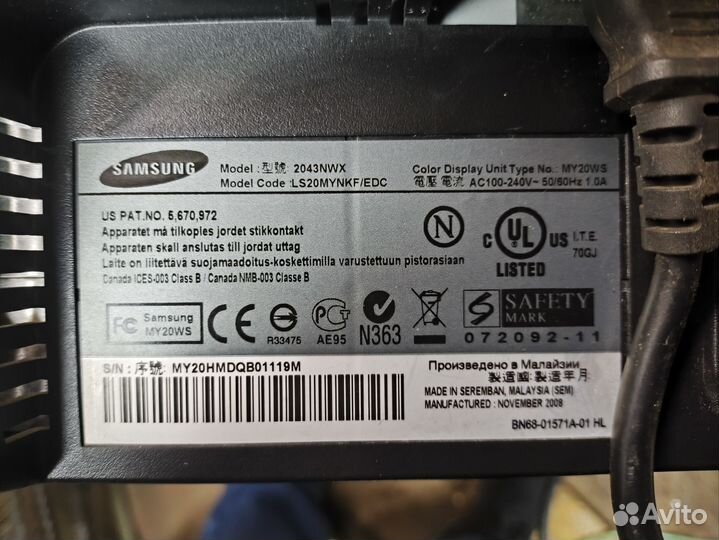 SAMSUNG
Model : 型號: 2043NWX
Model Code : LS20MYNKF/EDC
Color Display Unit Type No.: MY20WS
電壓 電流 AC100-240V~ 50/60Hz 1.0A
US PAT.NO. 5,670,972
Apparatet må tilkoples jordet stikkontakt
Apparaten skall anslutas till jordat uttag
Laite on liitettävä suojamaadoitus-koskettimilla varustettuun pistorasiaan
Canada ICES-003 Class B / Canada NMB-003 Classe B
N
C UL US I.T.E.
70GJ
LISTED
FC Samsung
MY20WS
CE
R33475
AE95
N363
S SAFETY
MARK
072092-11
S/N : 序號: MY20HMDQB01119M
Произведено в Малайзии
製造國: 製造年月
MADE IN SEREMBAN, MALAYSIA (SEM)
MANUFACTURED : NOVEMBER 2008
BN68-01571A-01 HL
Avito